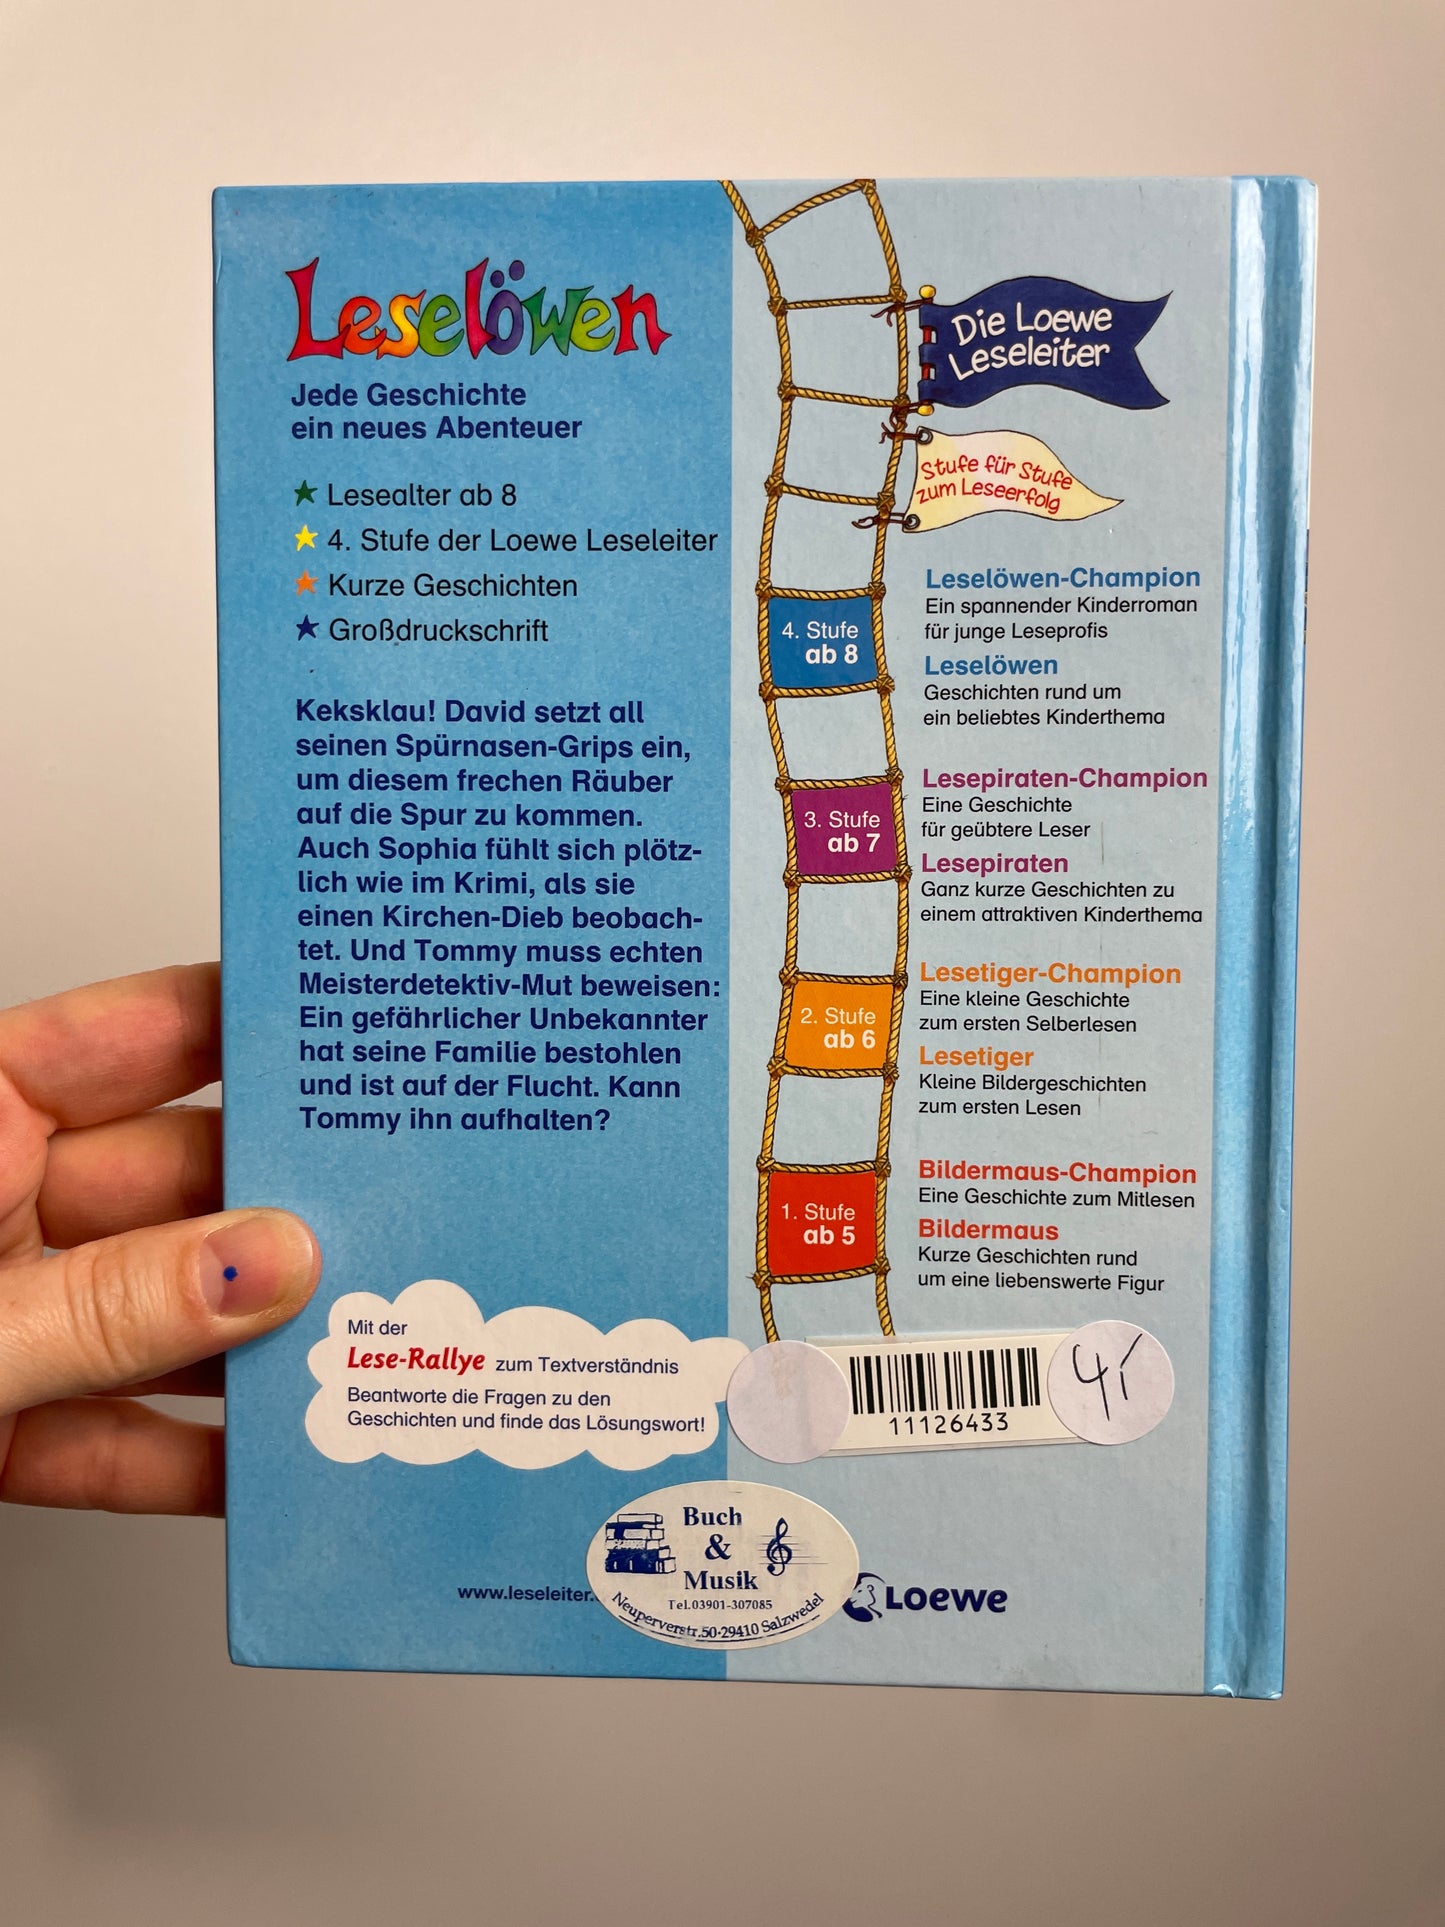 Leselöwen
Jede Geschichte
ein neues Abenteuer
Lesealter ab 8
4. Stufe der Loewe Leseleiter
Kurze Geschichten
Großdruckschrift
Keksklau! David setzt all
seinen Spürnasen-Grips ein,
um diesem frechen Räuber
auf die Spur zu kommen.
Auch Sophia fühlt sich plötz-
lich wie im Krimi, als sie
einen Kirchen-Dieb beobach-
tet. Und Tommy muss echten
Meisterdetektiv-Mut beweisen:
Ein gefährlicher Unbekannter
hat seine Familie bestohlen
und ist auf der Flucht. Kann
Tommy ihn aufhalten?
Mit der
Lese-Rallye zum Textverständnis
Beantworte die Fragen zu den
Geschichten und finde das Lösungswort!
Die Loewe
Leseleiter
Stufe für Stufe
zum Leseerfolg
4. Stufe
ab 8
Leselöwen-Champion
Ein spannender Kinderroman
für junge Leseprofis
Leselöwen
Geschichten rund um
ein beliebtes Kinderthema
3. Stufe
ab 7
Lesepiraten-Champion
Eine Geschichte
für geübtere Leser
Lesepiraten
Ganz kurze Geschichten zu
einem attraktiven Kinderthema
2. Stufe
ab 6
Lesetiger-Champion
Eine kleine Geschichte
zum ersten Selberlesen
Lesetiger
Kleine Bildergeschichten
zum ersten Lesen
1. Stufe
ab 5
Bildermaus-Champion
Eine Geschichte zum Mitlesen
Bildermaus
Kurze Geschichten rund
um eine liebenswerte Figur
11126433
4,-
www.leseleiter.
Buch
&
Musik
Tel.03901-307085
Neuperverstr.50·29410 Salzwedel
Loewe